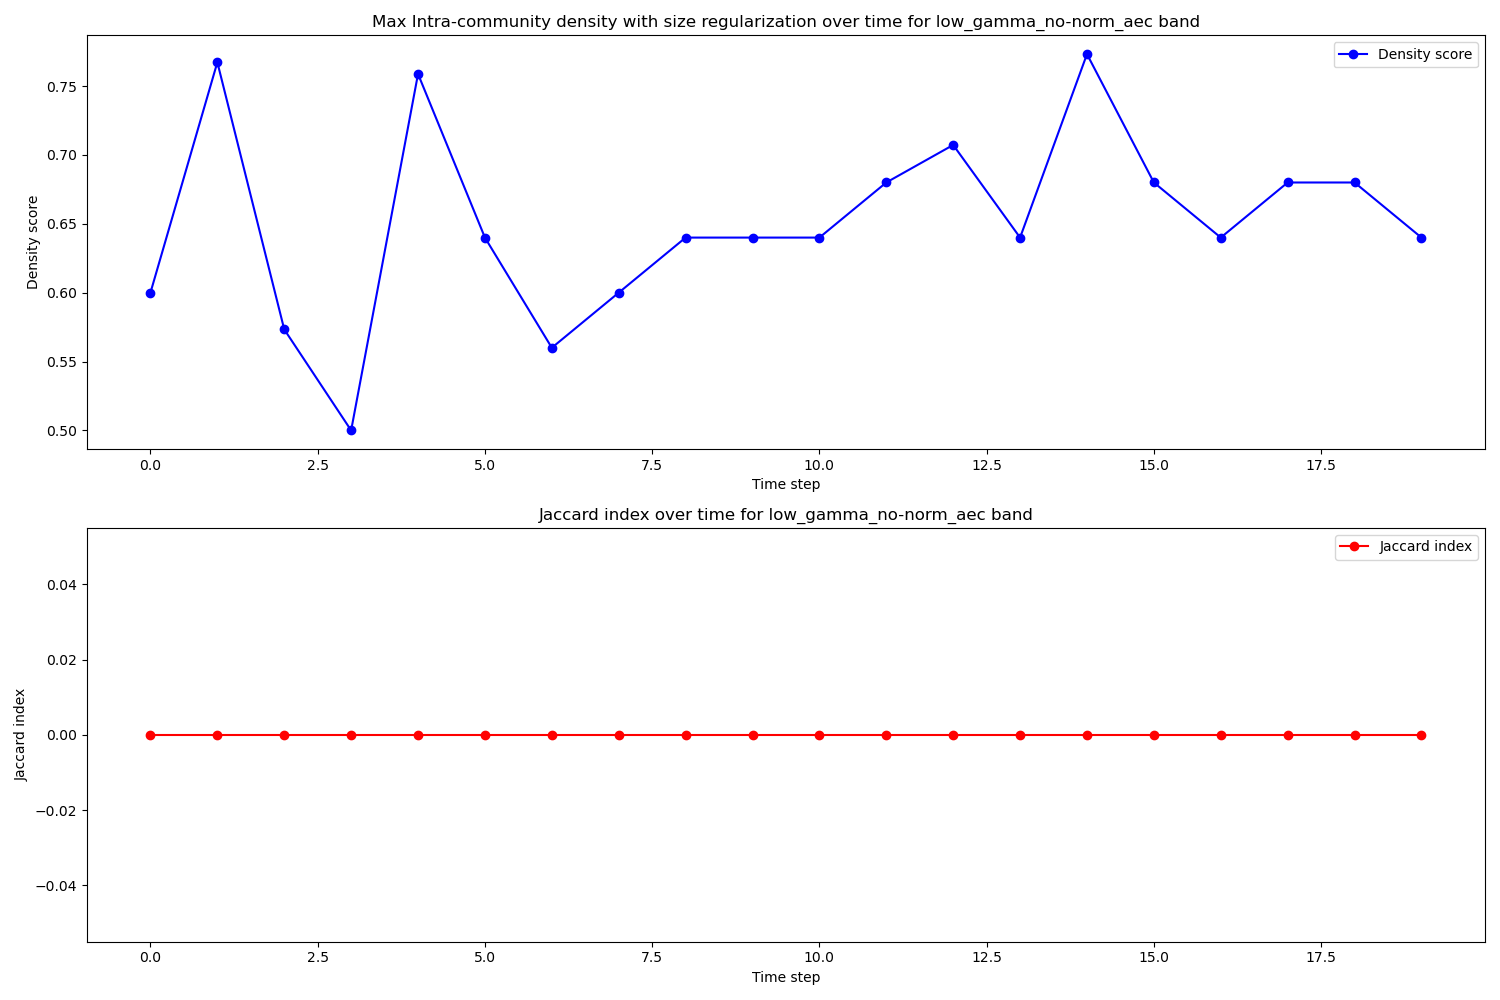 Max Intra-community density with size regularization over time for low_gamma_no-norm_aec band
Density score
0.75
0.70
0.65
0.60
0.55
0.50
Density score
0.0 2.5 5.0 7.5 10.0 12.5 15.0 17.5
Time step
Jaccard index over time for low_gamma_no-norm_aec band
Jaccard index
0.04
0.02
0.00
−0.02
−0.04
Jaccard index
0.0 2.5 5.0 7.5 10.0 12.5 15.0 17.5
Time step